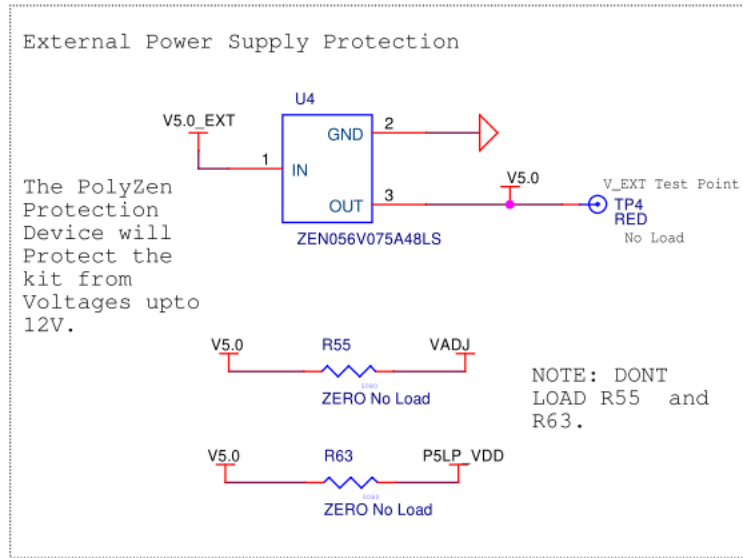 External Power Supply Protection
U4
V5.0_EXT
GND
2
1
IN
V5.0
V_EXT Test Point
OUT
3
TP4
RED
No Load
ZEN056V075A48LS
The PolyZen
Protection
Device will
Protect the
kit from
Voltages upto
12V.
V5.0
R55
VADJ
ZERO No Load
NOTE: DONT
LOAD R55 and
R63.
V5.0
R63
P5LP_VDD
ZERO No Load